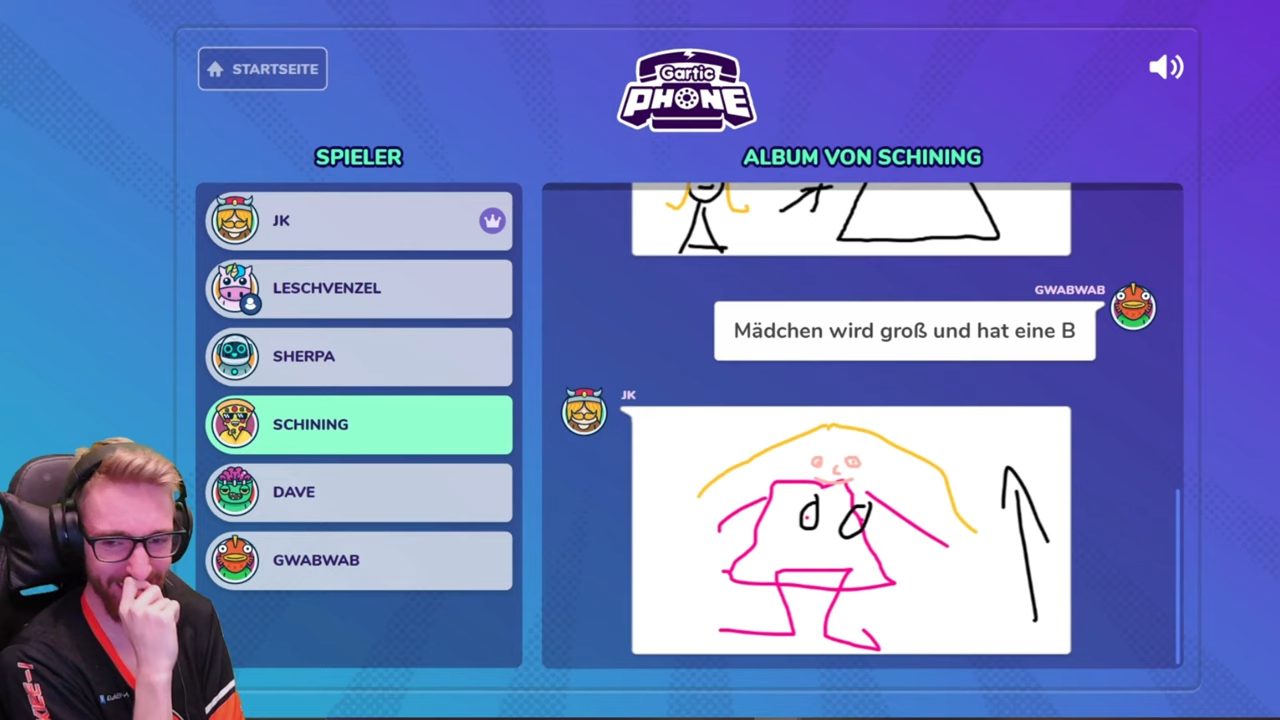 STARTSEITE
Gartic
PHONE
SPIELER
ALBUM VON SCHINING
JK
LESCHVENZEL
SHERPA
SCHINING
DAVE
GWABWAB
GWABWAB
Mädchen wird groß und hat eine B
JK